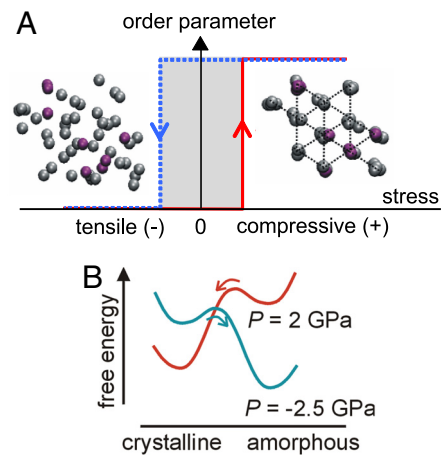 A
order parameter
stress
tensile (-)
0
compressive (+)
B
free energy
P = 2 GPa
P = -2.5 GPa
crystalline
amorphous